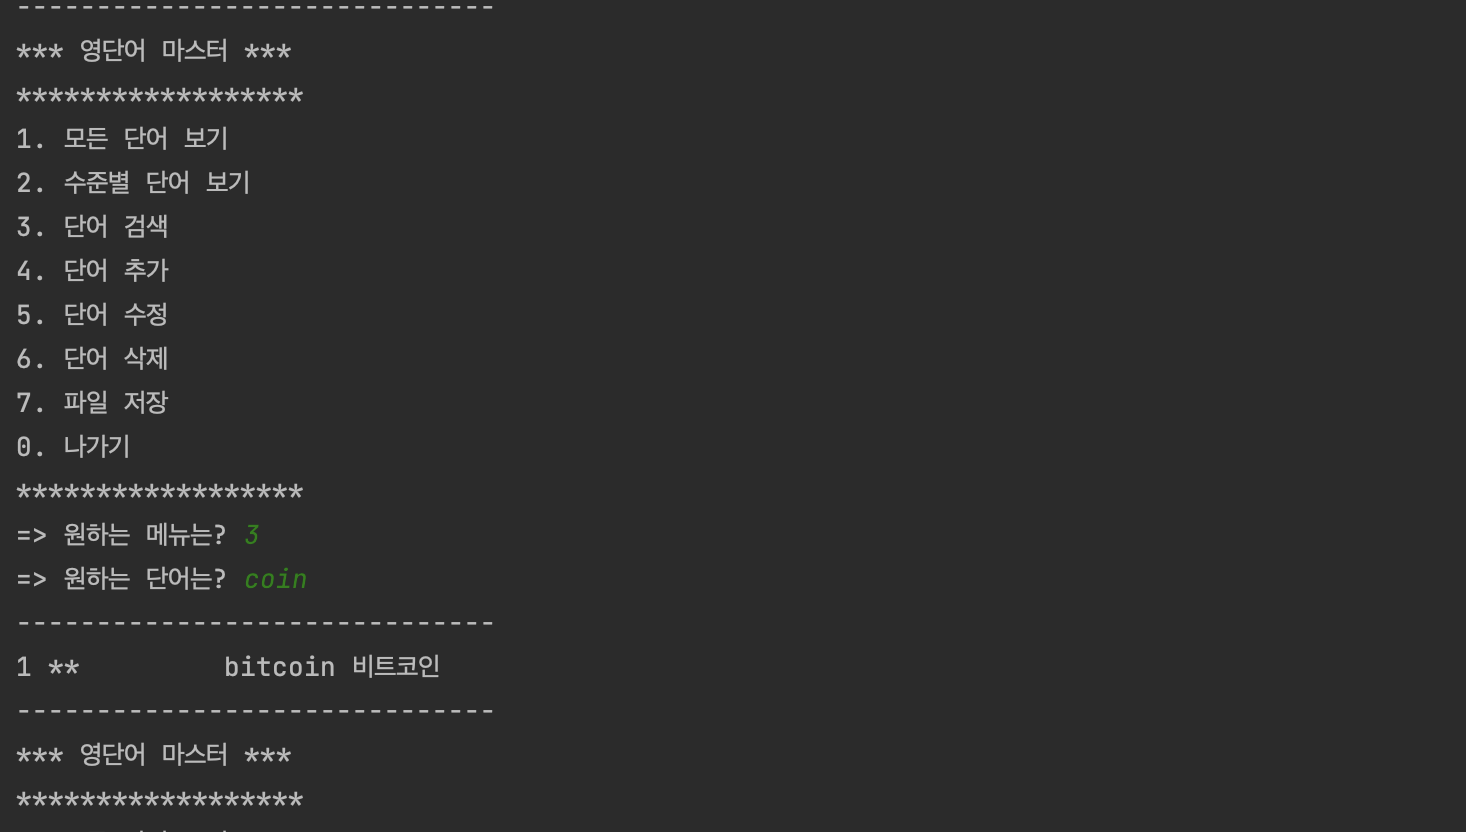 ------------------------------
*** 영단어 마스터 ***
******************
1. 모든 단어 보기
2. 수준별 단어 보기
3. 단어 검색
4. 단어 추가
5. 단어 수정
6. 단어 삭제
7. 파일 저장
0. 나가기
******************
=> 원하는 메뉴는? 3
=> 원하는 단어는? coin
------------------------------
1 **         bitcoin 비트코인
------------------------------
*** 영단어 마스터 ***
******************